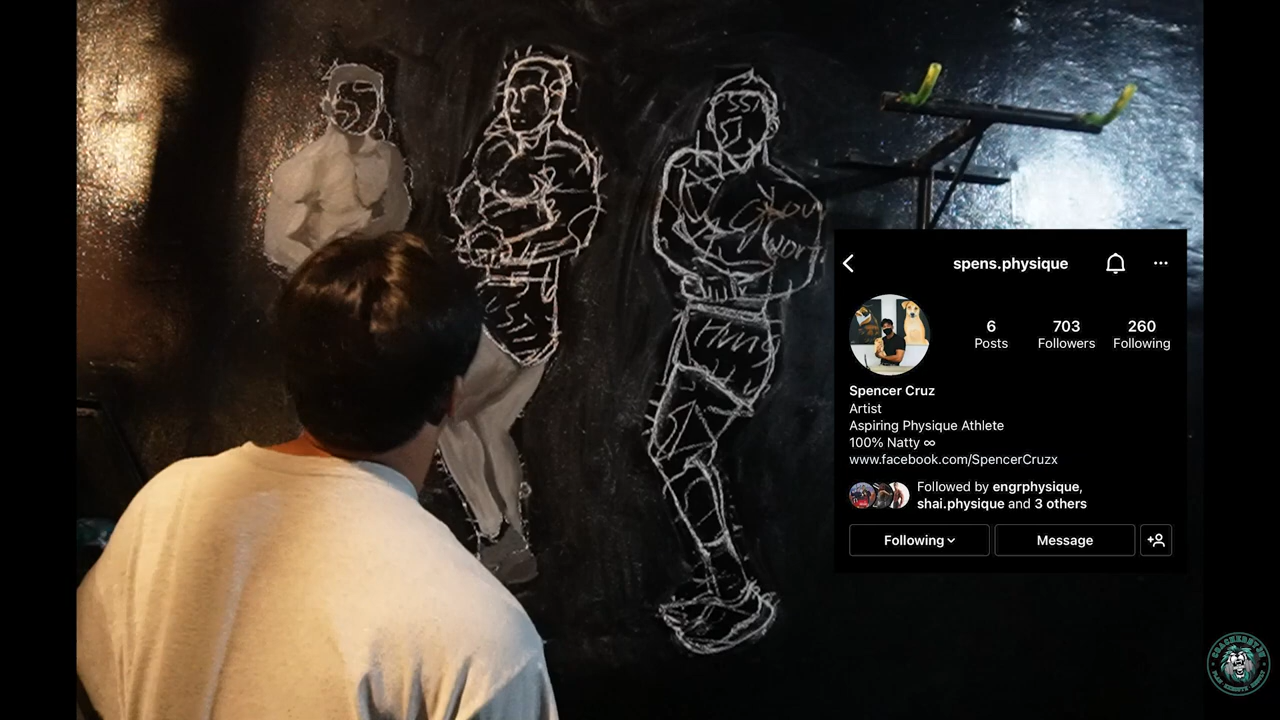 spens.physique
6
703
260
Posts
Followers
Following
Spencer Cruz
Artist
Aspiring Physique Athlete
100% Natty ∞
www.facebook.com/SpencerCruzx
Followed by engrphysique,
shai.physique and 3 others
Following
Message